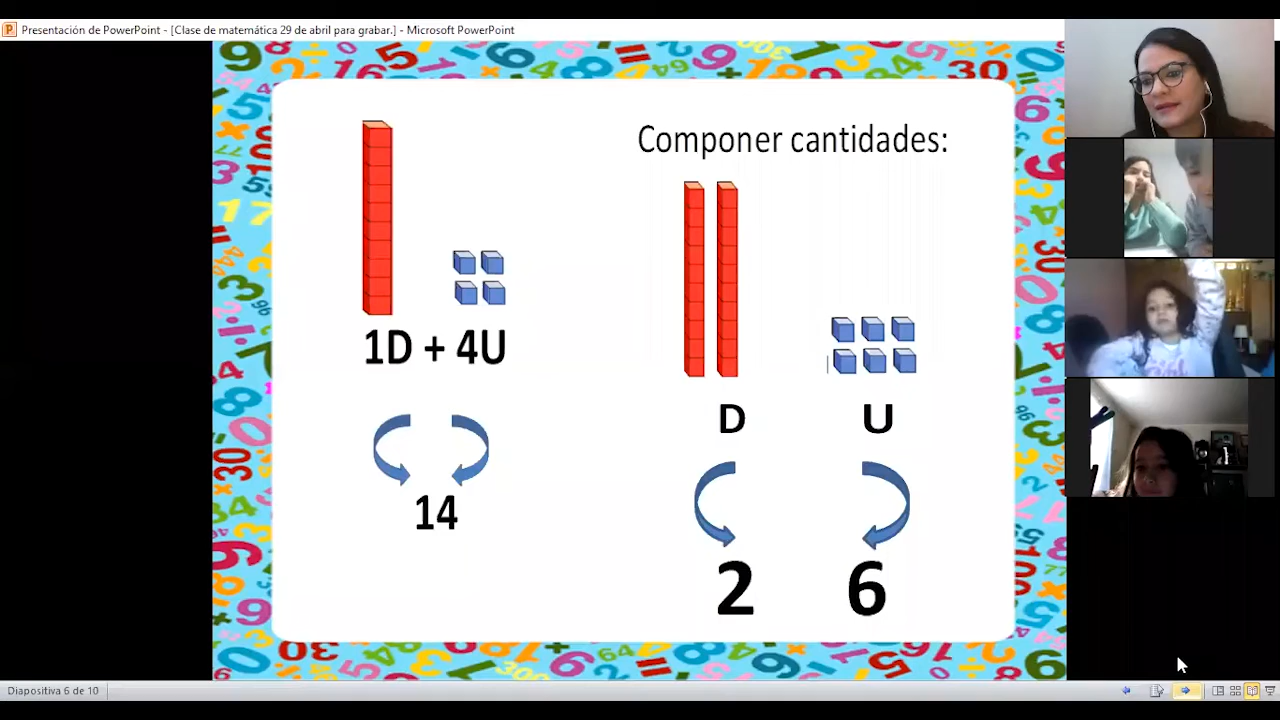 Presentación de PowerPoint - [Clase de matemática 29 de abril para grabar.] - Microsoft PowerPoint
1D + 4U
14
Componer cantidades:
D U
2 6
Diapositiva 6 de 10